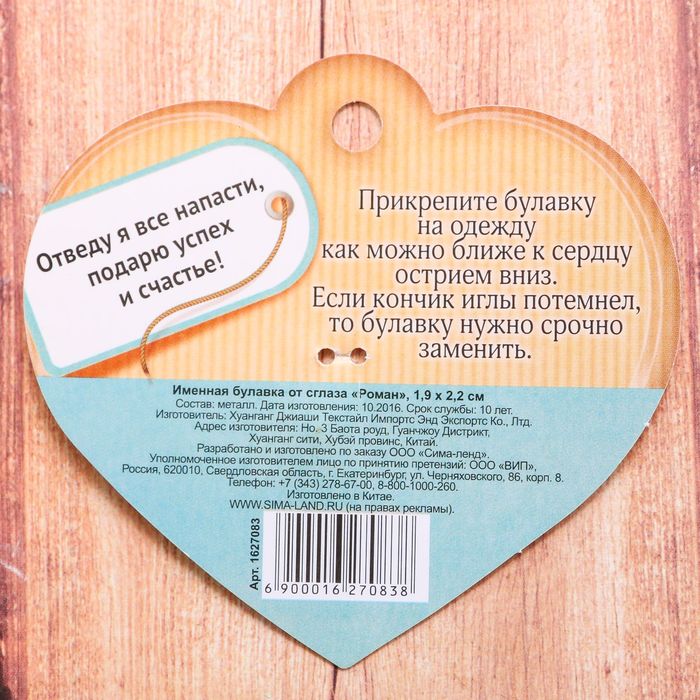 Отведу я все напасти,
подарю успех
и счастье!
Прикрепите булавку
на одежду
как можно ближе к сердцу
острием вниз.
Если кончик иглы потемнел,
то булавку нужно срочно
заменить.
Именная булавка от сглаза «Роман», 1,9 х 2,2 см
Состав: металл. Дата изготовления: 10.2016. Срок службы: 10 лет.
Изготовитель: Хуанганг Джиаши Текстайл Импортс Энд Экспортс Ко., Лтд.
Адрес изготовителя: Но. 3 Баота роуд, Гуанчжоу Дистрикт,
Хуанганг сити, Хубэй провинс, Китай.
Разработано и изготовлено по заказу ООО «Сима-ленд».
Уполномоченное изготовителем лицо по принятию претензий: ООО «ВИП»,
Россия, 620010, Свердловская область, г. Екатеринбург, ул. Черняховского, 86, корп. 8.
Телефон: +7 (343) 278-67-00, 8-800-1000-260.
Изготовлено в Китае.
WWW.SIMA-LAND.RU (на правах рекламы).
Арт. 1627083
6 900016 270838